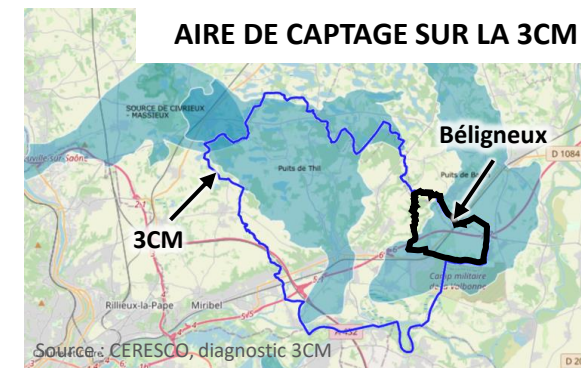 AIRE DE CAPTAGE SUR LA 3CM
SOURCE DE CIVRIEUX
- MASSIEUX
Béligneux
D 1084
Puits de Thil
3CM
Camp militaire
de la Valbonne
Rillieux-la-Pape
Miribel
A 432
Source : CERESCO, diagnostic 3CM